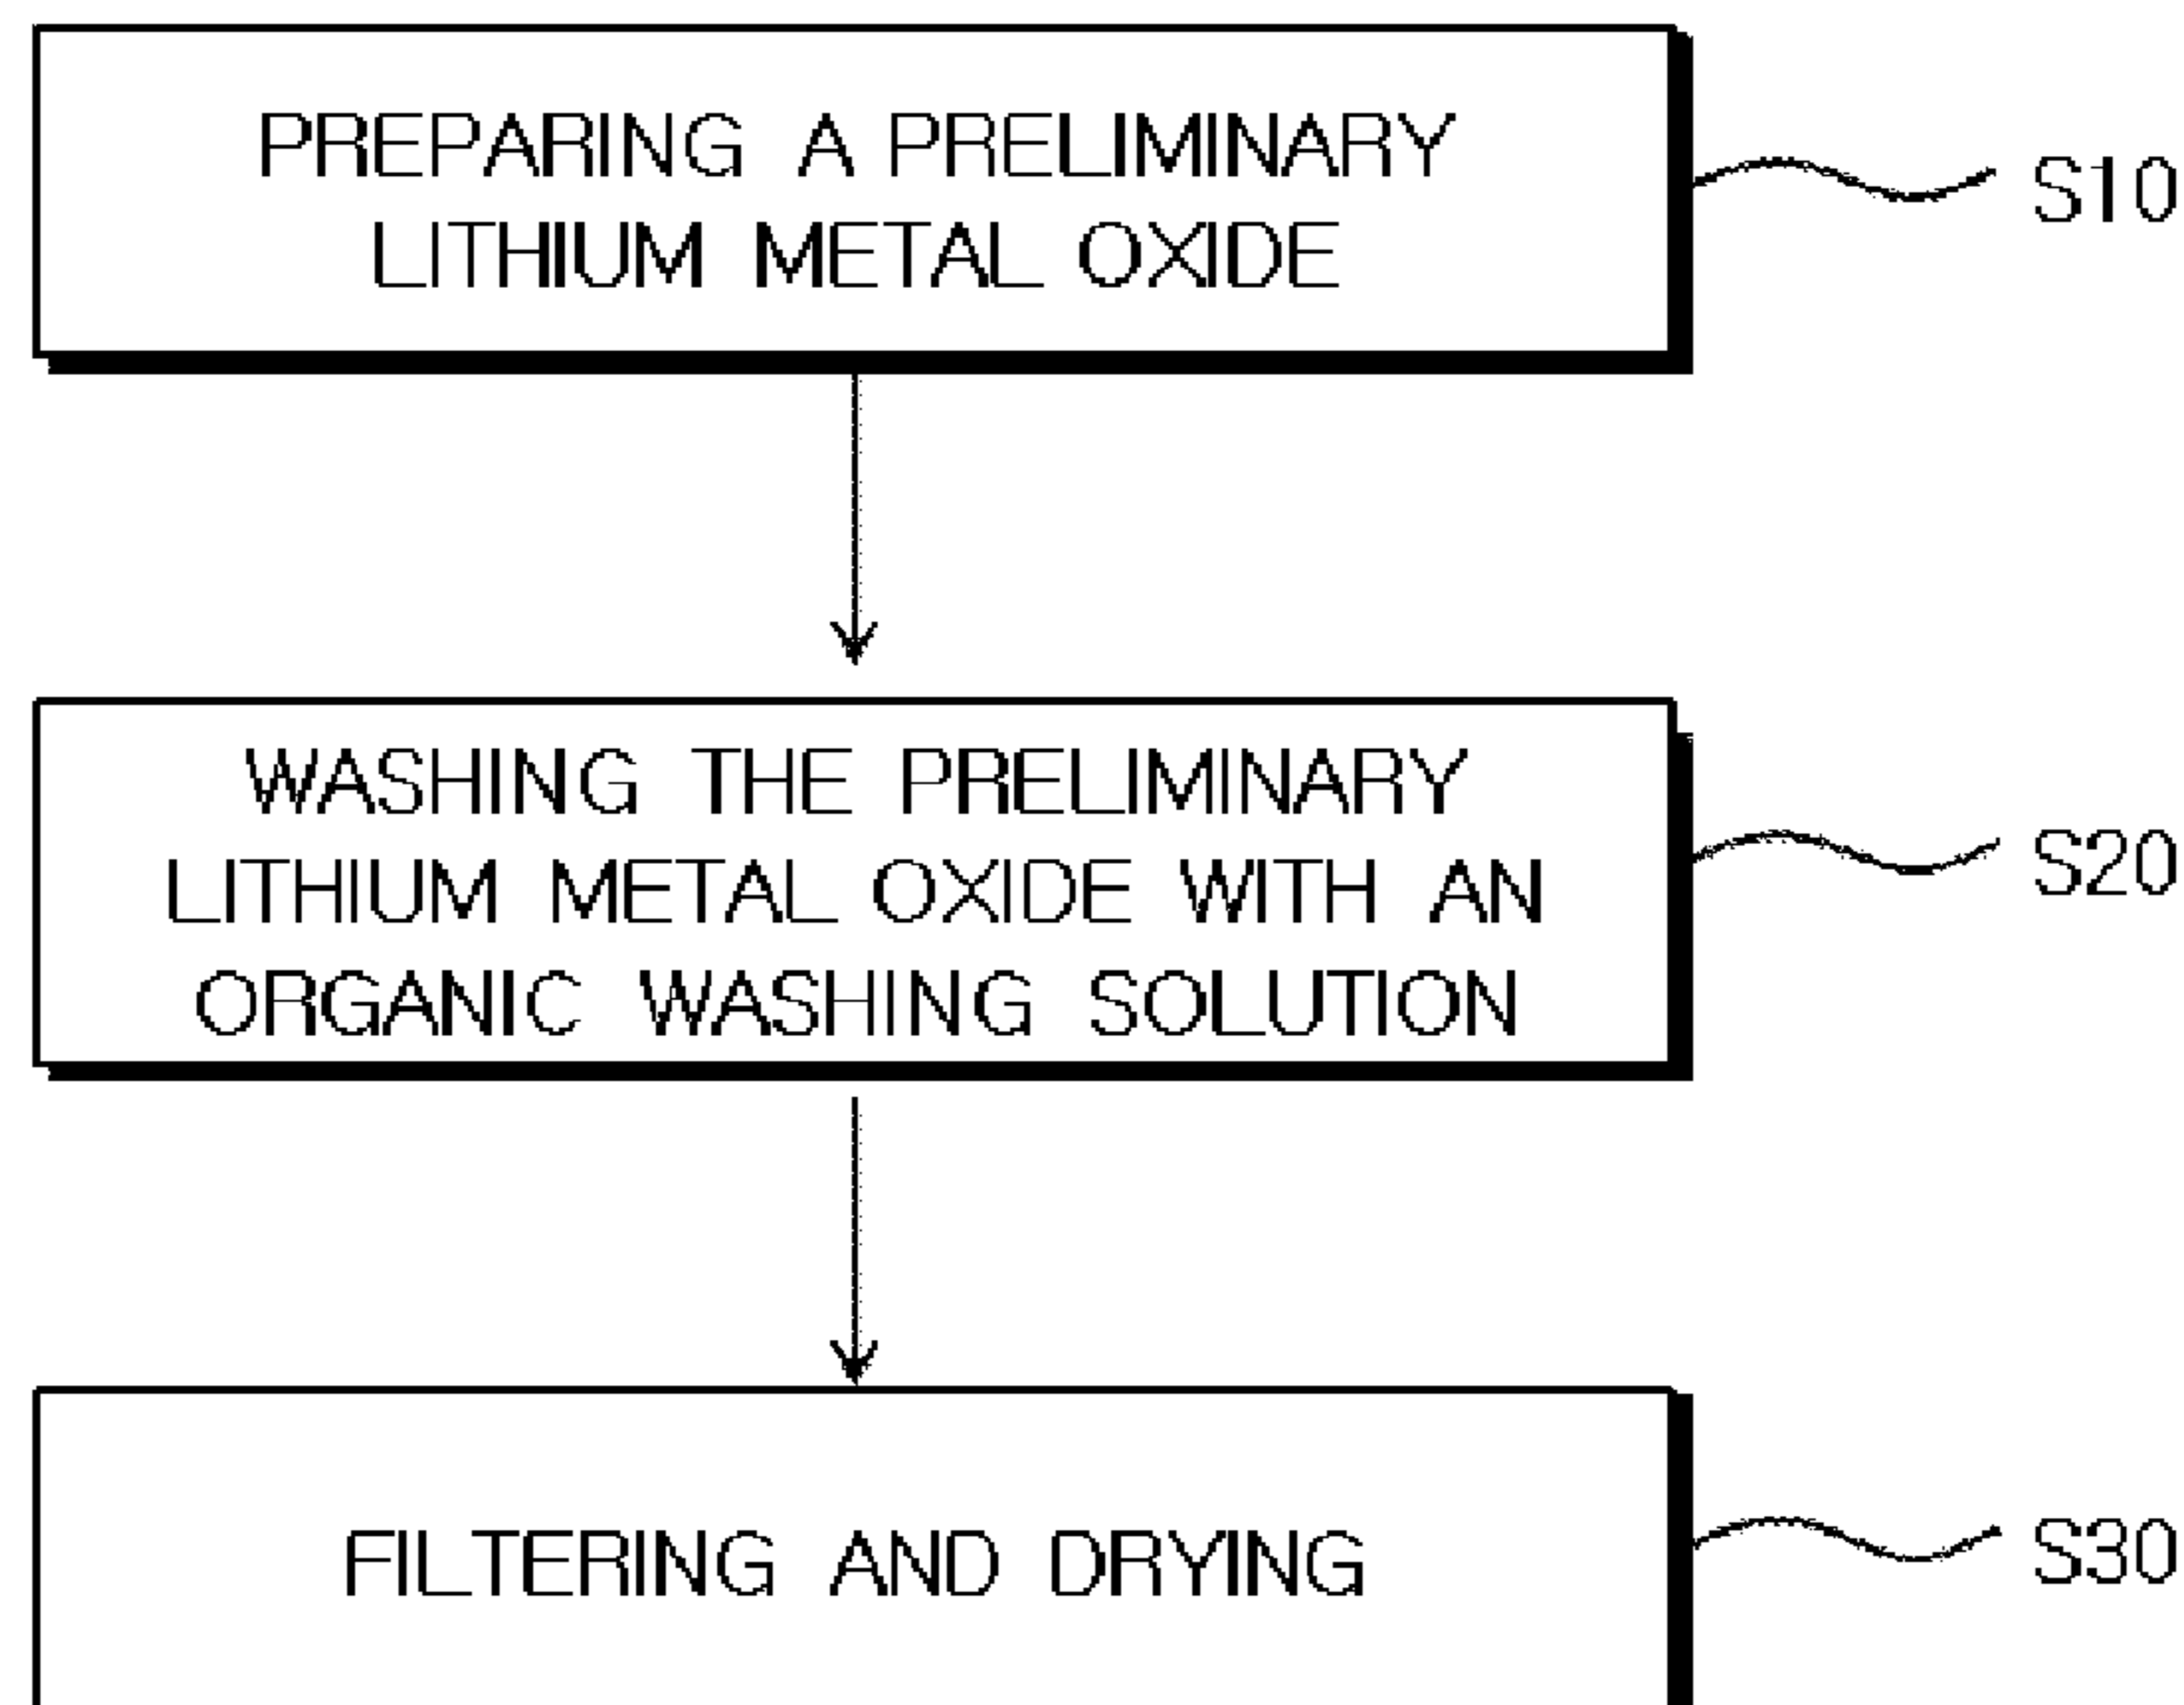 PREPARING A PRELIMINARY
LITHIUM METAL OXIDE
S10
WASHING THE PRELIMINARY
LITHIUM METAL OXIDE WITH AN
ORGANIC WASHING SOLUTION
S20
FILTERING AND DRYING
S30